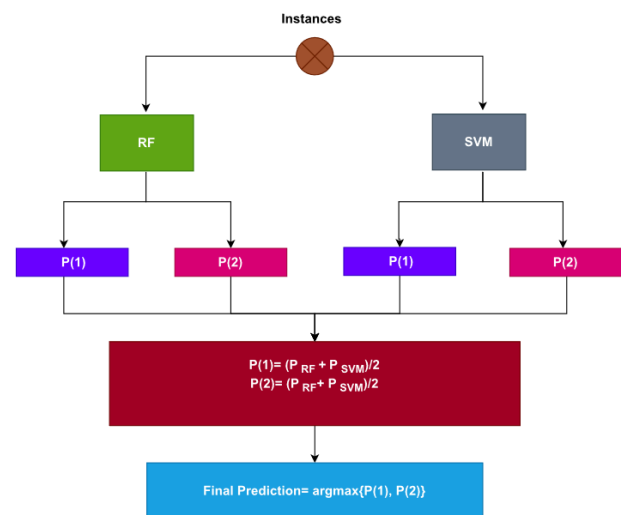 Instances
RF
SVM
P(1)
P(2)
P(1)
P(2)
P(1)= (P RF + P SVM)/2
P(2)= (P RF+ P SVM)/2
Final Prediction= argmax{P(1), P(2)}